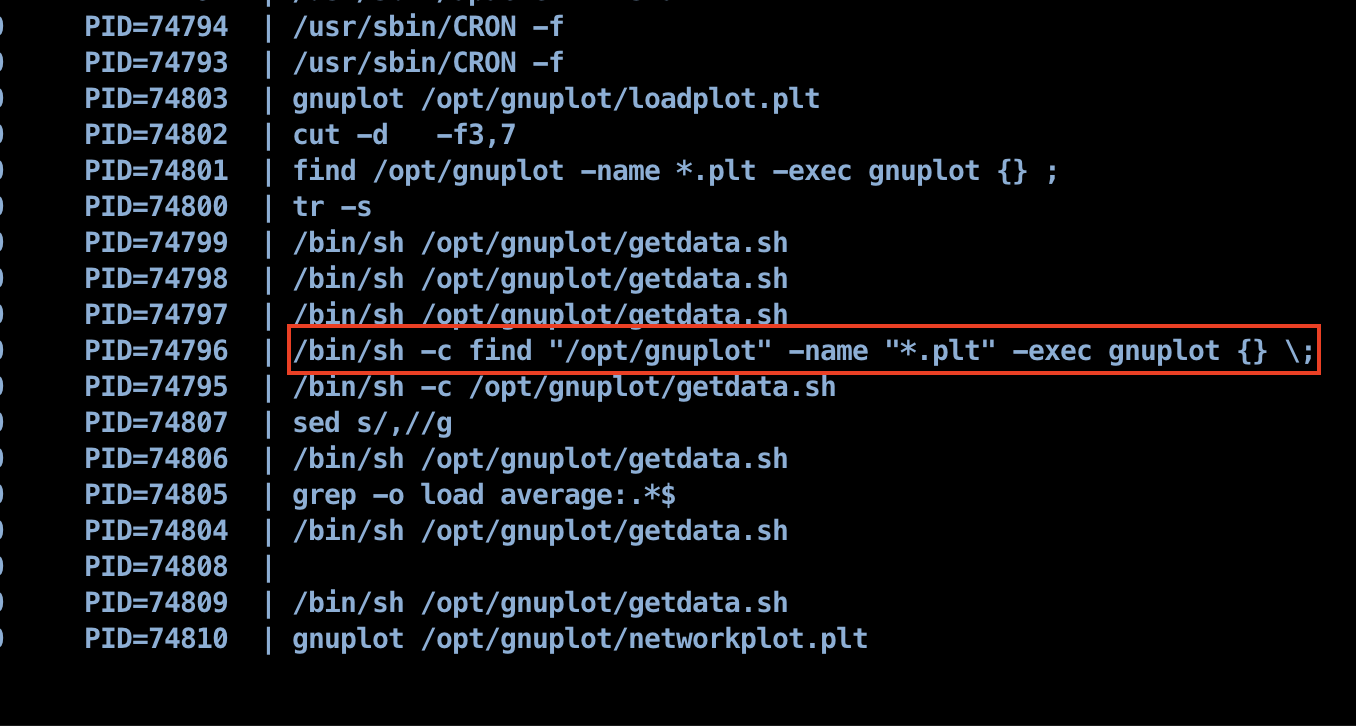 PID=74794 | /usr/sbin/CRON -f
PID=74793 | /usr/sbin/CRON -f
PID=74803 | gnuplot /opt/gnuplot/loadplot.plt
PID=74802 | cut -d   -f3,7
PID=74801 | find /opt/gnuplot -name *.plt -exec gnuplot {} ;
PID=74800 | tr -s
PID=74799 | /bin/sh /opt/gnuplot/getdata.sh
PID=74798 | /bin/sh /opt/gnuplot/getdata.sh
PID=74797 | /bin/sh /opt/gnuplot/getdata.sh
PID=74796 | /bin/sh -c find "/opt/gnuplot" -name "*.plt" -exec gnuplot {} \;
PID=74795 | /bin/sh -c /opt/gnuplot/getdata.sh
PID=74807 | sed s/,//g
PID=74806 | /bin/sh /opt/gnuplot/getdata.sh
PID=74805 | grep -o load average:.*$
PID=74804 | /bin/sh /opt/gnuplot/getdata.sh
PID=74808 |
PID=74809 | /bin/sh /opt/gnuplot/getdata.sh
PID=74810 | gnuplot /opt/gnuplot/networkplot.plt